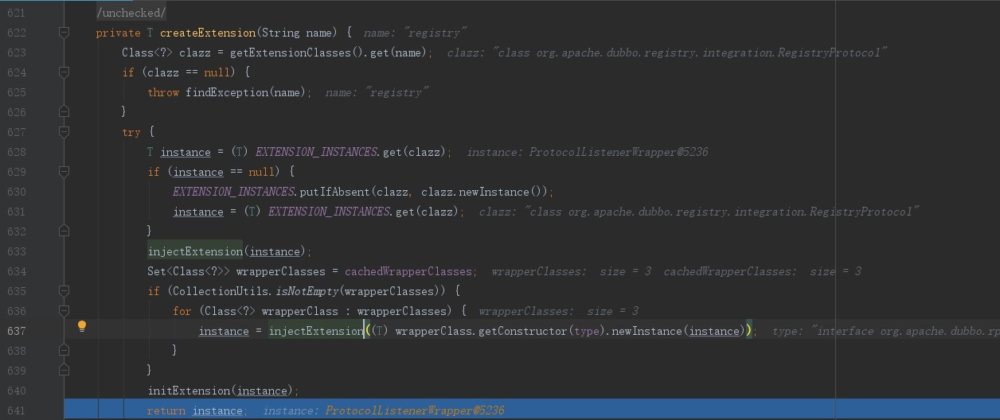 621 /unchecked/
622 private T createExtension(String name) { name: "registry"
623 Class<?> clazz = getExtensionClasses().get(name); clazz: "class org.apache.dubbo.registry.integration.RegistryProtocol"
624 if (clazz == null) {
625 throw findException(name); name: "registry"
626 }
627 try {
628 T instance = (T) EXTENSION_INSTANCES.get(clazz); instance: ProtocolListenerWrapper@5236
629 if (instance == null) {
630 EXTENSION_INSTANCES.putIfAbsent(clazz, clazz.newInstance());
631 instance = (T) EXTENSION_INSTANCES.get(clazz); clazz: "class org.apache.dubbo.registry.integration.RegistryProtocol"
632 }
633 injectExtension(instance);
634 Set<Class<?>> wrapperClasses = cachedWrapperClasses; wrapperClasses: size = 3 cachedWrapperClasses: size = 3
635 if (CollectionUtils.isNotEmpty(wrapperClasses)) {
636 for (Class<?> wrapperClass : wrapperClasses) { wrapperClasses: size = 3
637 instance = injectExtension((T) wrapperClass.getConstructor(type).newInstance(instance)); type: "interface org.apache.dubbo.rp
638 }
639 }
640 initExtension(instance);
641 return instance; instance: ProtocolListenerWrapper@5236